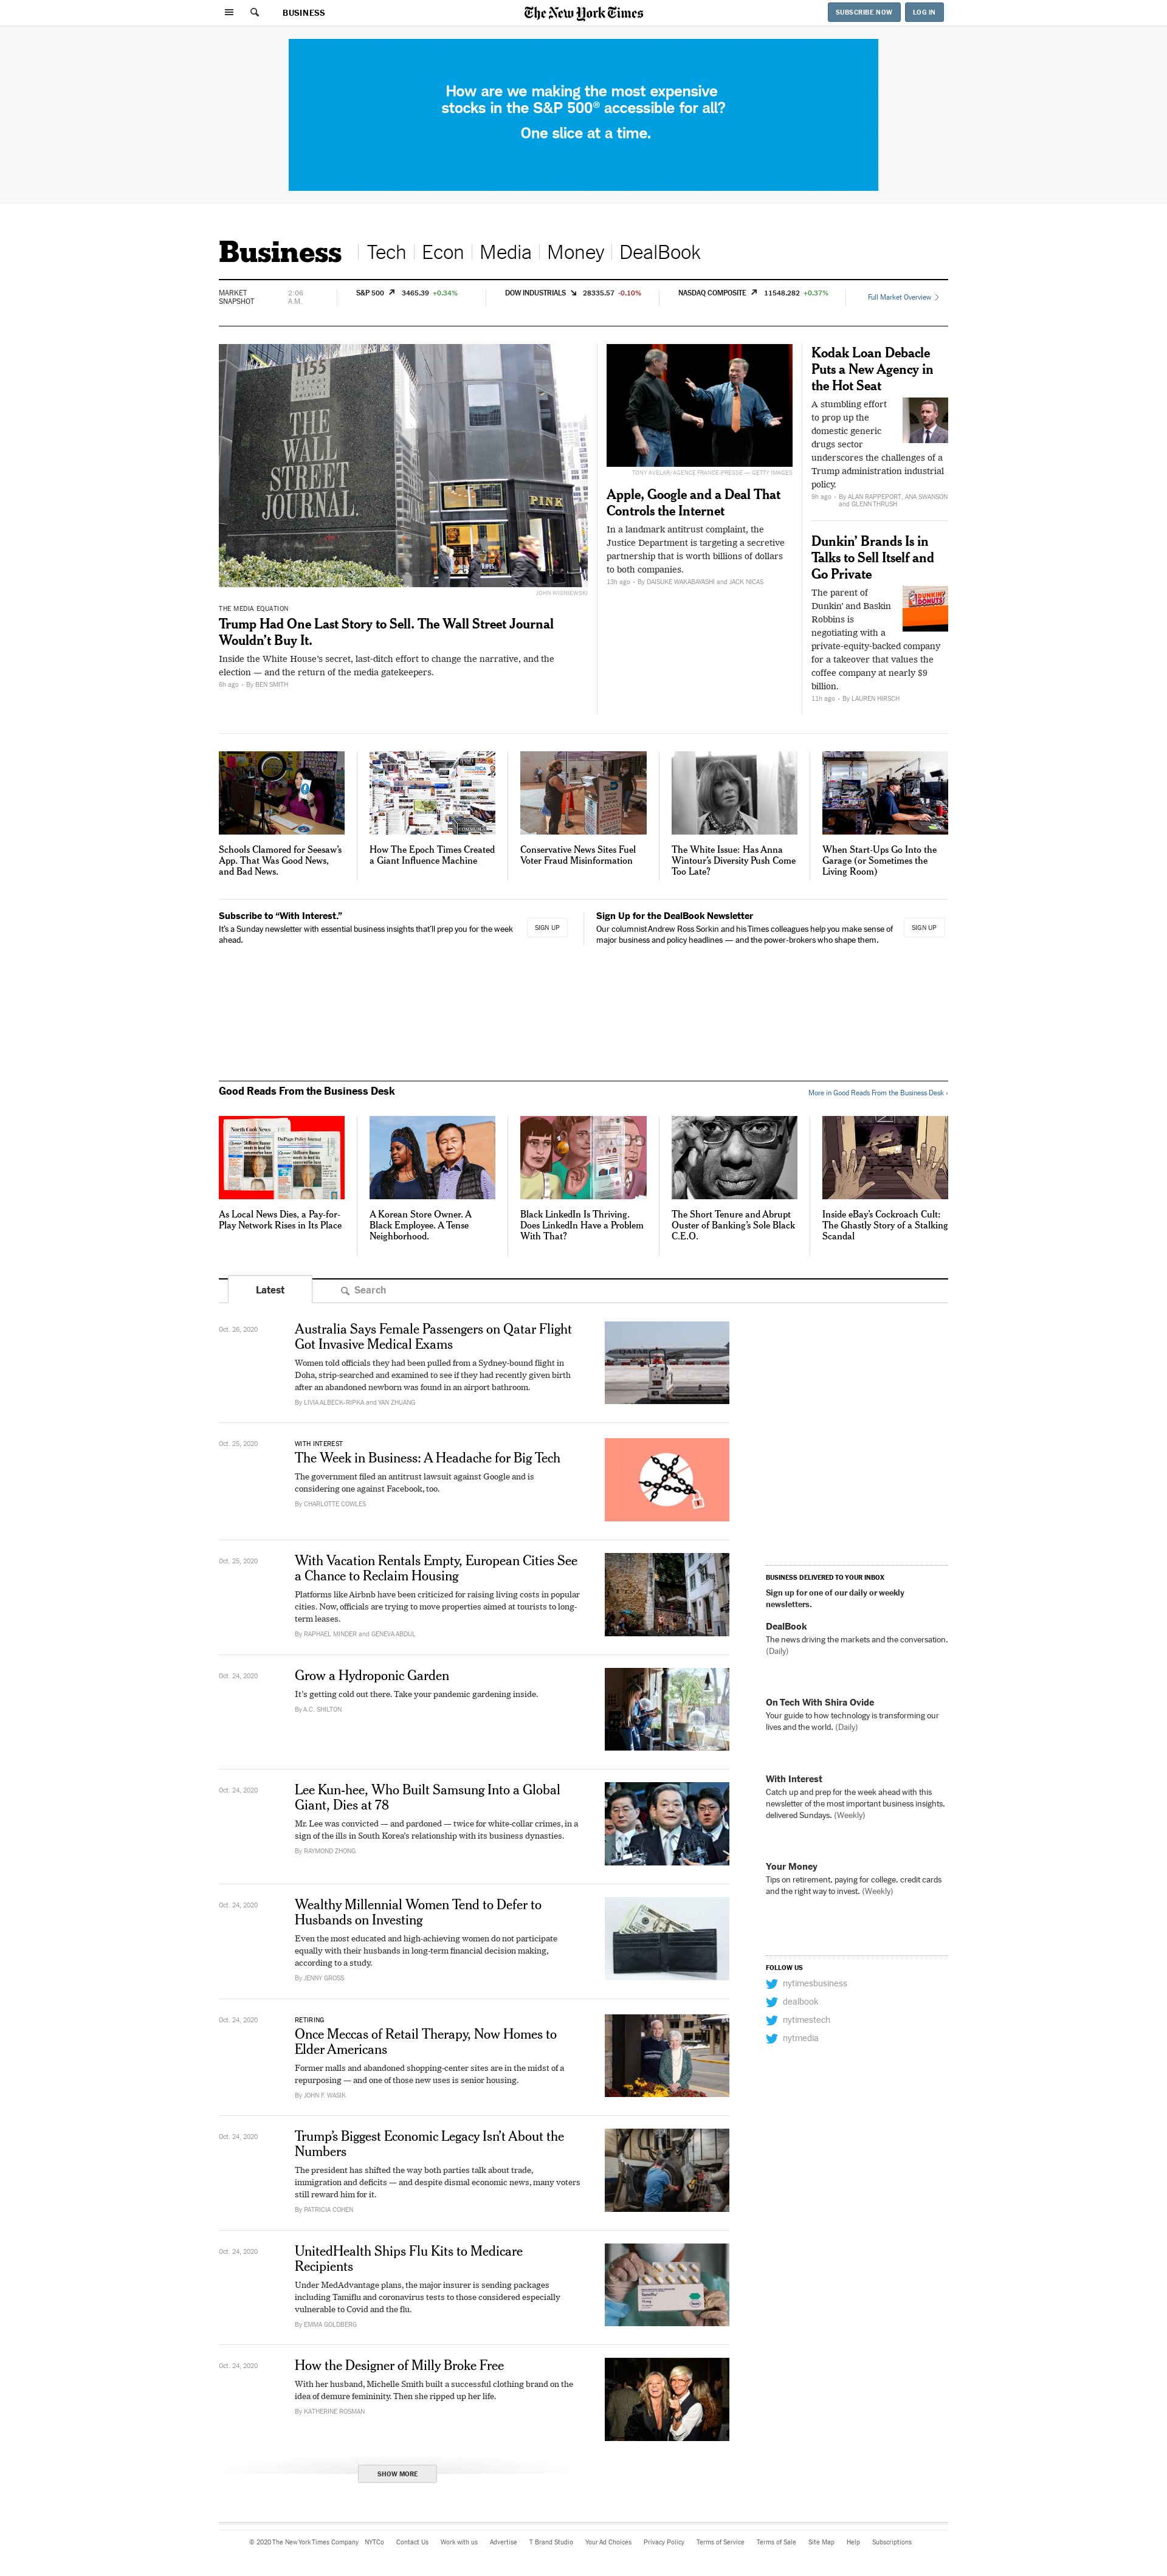 BUSINESS
The New York Times
SUBSCRIBE NOW
LOG IN
How are we making the most expensive
stocks in the S&P 500® accessible for all?
One slice at a time.
Business
Tech
Econ
Media
Money
DealBook
MARKET
SNAPSHOT
2:06
A.M.
S&P 500 3465.39 +0.34%
DOW INDUSTRIALS 28335.57 -0.10%
NASDAQ COMPOSITE 11548.282 +0.37%
Full Market Overview
1155
AVENUE OF THE
AMERICAS
THE
WALL
STREET
JOURNAL.
PINK
JOHN WISNIEWSKI
THE MEDIA EQUATION
Trump Had One Last Story to Sell. The Wall Street Journal
Wouldn’t Buy It.
Inside the White House’s secret, last-ditch effort to change the narrative, and the
election — and the return of the media gatekeepers.
6h ago • By BEN SMITH
TONY AVELAR/AGENCE FRANCE-PRESSE — GETTY IMAGES
Apple, Google and a Deal That
Controls the Internet
In a landmark antitrust complaint, the
Justice Department is targeting a secretive
partnership that is worth billions of dollars
to both companies.
13h ago • By DAISUKE WAKABAYASHI and JACK NICAS
Kodak Loan Debacle
Puts a New Agency in
the Hot Seat
A stumbling effort
to prop up the
domestic generic
drugs sector
underscores the challenges of a
Trump administration industrial
policy.
9h ago • By ALAN RAPPEPORT, ANA SWANSON
and GLENN THRUSH
Dunkin’ Brands Is in
Talks to Sell Itself and
Go Private
The parent of
Dunkin’ and Baskin
Robbins is
negotiating with a
private-equity-backed company
for a takeover that values the
coffee company at nearly $9
billion.
DUNKIN'
DONUTS
11h ago • By LAUREN HIRSCH
Schools Clamored for Seesaw’s
App. That Was Good News,
and Bad News.
How The Epoch Times Created
a Giant Influence Machine
Conservative News Sites Fuel
Voter Fraud Misinformation
The White Issue: Has Anna
Wintour’s Diversity Push Come
Too Late?
When Start-Ups Go Into the
Garage (or Sometimes the
Living Room)
Subscribe to “With Interest.”
It’s a Sunday newsletter with essential business insights that’ll prep you for the week
ahead.
SIGN UP
Sign Up for the DealBook Newsletter
Our columnist Andrew Ross Sorkin and his Times colleagues help you make sense of
major business and policy headlines — and the power-brokers who shape them.
SIGN UP
Good Reads From the Business Desk
More in Good Reads From the Business Desk ›
North Cook News
DuPage Policy Journal
As Local News Dies, a Pay-for-
Play Network Rises in Its Place
A Korean Store Owner. A
Black Employee. A Tense
Neighborhood.
Black LinkedIn Is Thriving.
Does LinkedIn Have a Problem
With That?
The Short Tenure and Abrupt
Ouster of Banking’s Sole Black
C.E.O.
Inside eBay’s Cockroach Cult:
The Ghastly Story of a Stalking
Scandal
Latest
Search
Oct. 26, 2020
Australia Says Female Passengers on Qatar Flight
Got Invasive Medical Exams
Women told officials they had been pulled from a Sydney-bound flight in
Doha, strip-searched and examined to see if they had recently given birth
after an abandoned newborn was found in an airport bathroom.
By LIVIA ALBECK-RIPKA and YAN ZHUANG
QATAR
Oct. 25, 2020
WITH INTEREST
The Week in Business: A Headache for Big Tech
The government filed an antitrust lawsuit against Google and is
considering one against Facebook, too.
By CHARLOTTE COWLES
Oct. 25, 2020
With Vacation Rentals Empty, European Cities See
a Chance to Reclaim Housing
Platforms like Airbnb have been criticized for raising living costs in popular
cities. Now, officials are trying to move properties aimed at tourists to long-
term leases.
By RAPHAEL MINDER and GENEVA ABDUL
Oct. 24, 2020
Grow a Hydroponic Garden
It’s getting cold out there. Take your pandemic gardening inside.
By A.C. SHILTON
Oct. 24, 2020
Lee Kun-hee, Who Built Samsung Into a Global
Giant, Dies at 78
Mr. Lee was convicted — and pardoned — twice for white-collar crimes, in a
sign of the ills in South Korea’s relationship with its business dynasties.
By RAYMOND ZHONG
Oct. 24, 2020
Wealthy Millennial Women Tend to Defer to
Husbands on Investing
Even the most educated and high-achieving women do not participate
equally with their husbands in long-term financial decision making,
according to a study.
By JENNY GROSS
Oct. 24, 2020
RETIRING
Once Meccas of Retail Therapy, Now Homes to
Elder Americans
Former malls and abandoned shopping-center sites are in the midst of a
repurposing — and one of those new uses is senior housing.
By JOHN F. WASIK
Oct. 24, 2020
Trump’s Biggest Economic Legacy Isn’t About the
Numbers
The president has shifted the way both parties talk about trade,
immigration and deficits — and despite dismal economic news, many voters
still reward him for it.
By PATRICIA COHEN
Oct. 24, 2020
UnitedHealth Ships Flu Kits to Medicare
Recipients
Under MedAdvantage plans, the major insurer is sending packages
including Tamiflu and coronavirus tests to those considered especially
vulnerable to Covid and the flu.
By EMMA GOLDBERG
Tamiflu
Oct. 24, 2020
How the Designer of Milly Broke Free
With her husband, Michelle Smith built a successful clothing brand on the
idea of demure femininity. Then she ripped up her life.
By KATHERINE ROSMAN
SHOW MORE
BUSINESS DELIVERED TO YOUR INBOX
Sign up for one of our daily or weekly
newsletters.
DealBook
The news driving the markets and the conversation.
(Daily)
On Tech With Shira Ovide
Your guide to how technology is transforming our
lives and the world. (Daily)
With Interest
Catch up and prep for the week ahead with this
newsletter of the most important business insights,
delivered Sundays. (Weekly)
Your Money
Tips on retirement, paying for college, credit cards
and the right way to invest. (Weekly)
FOLLOW US
nytimesbusiness
dealbook
nytimestech
nytmedia
© 2020 The New York Times Company
NYTCo
Contact Us
Work with us
Advertise
T Brand Studio
Your Ad Choices
Privacy Policy
Terms of Service
Terms of Sale
Site Map
Help
Subscriptions